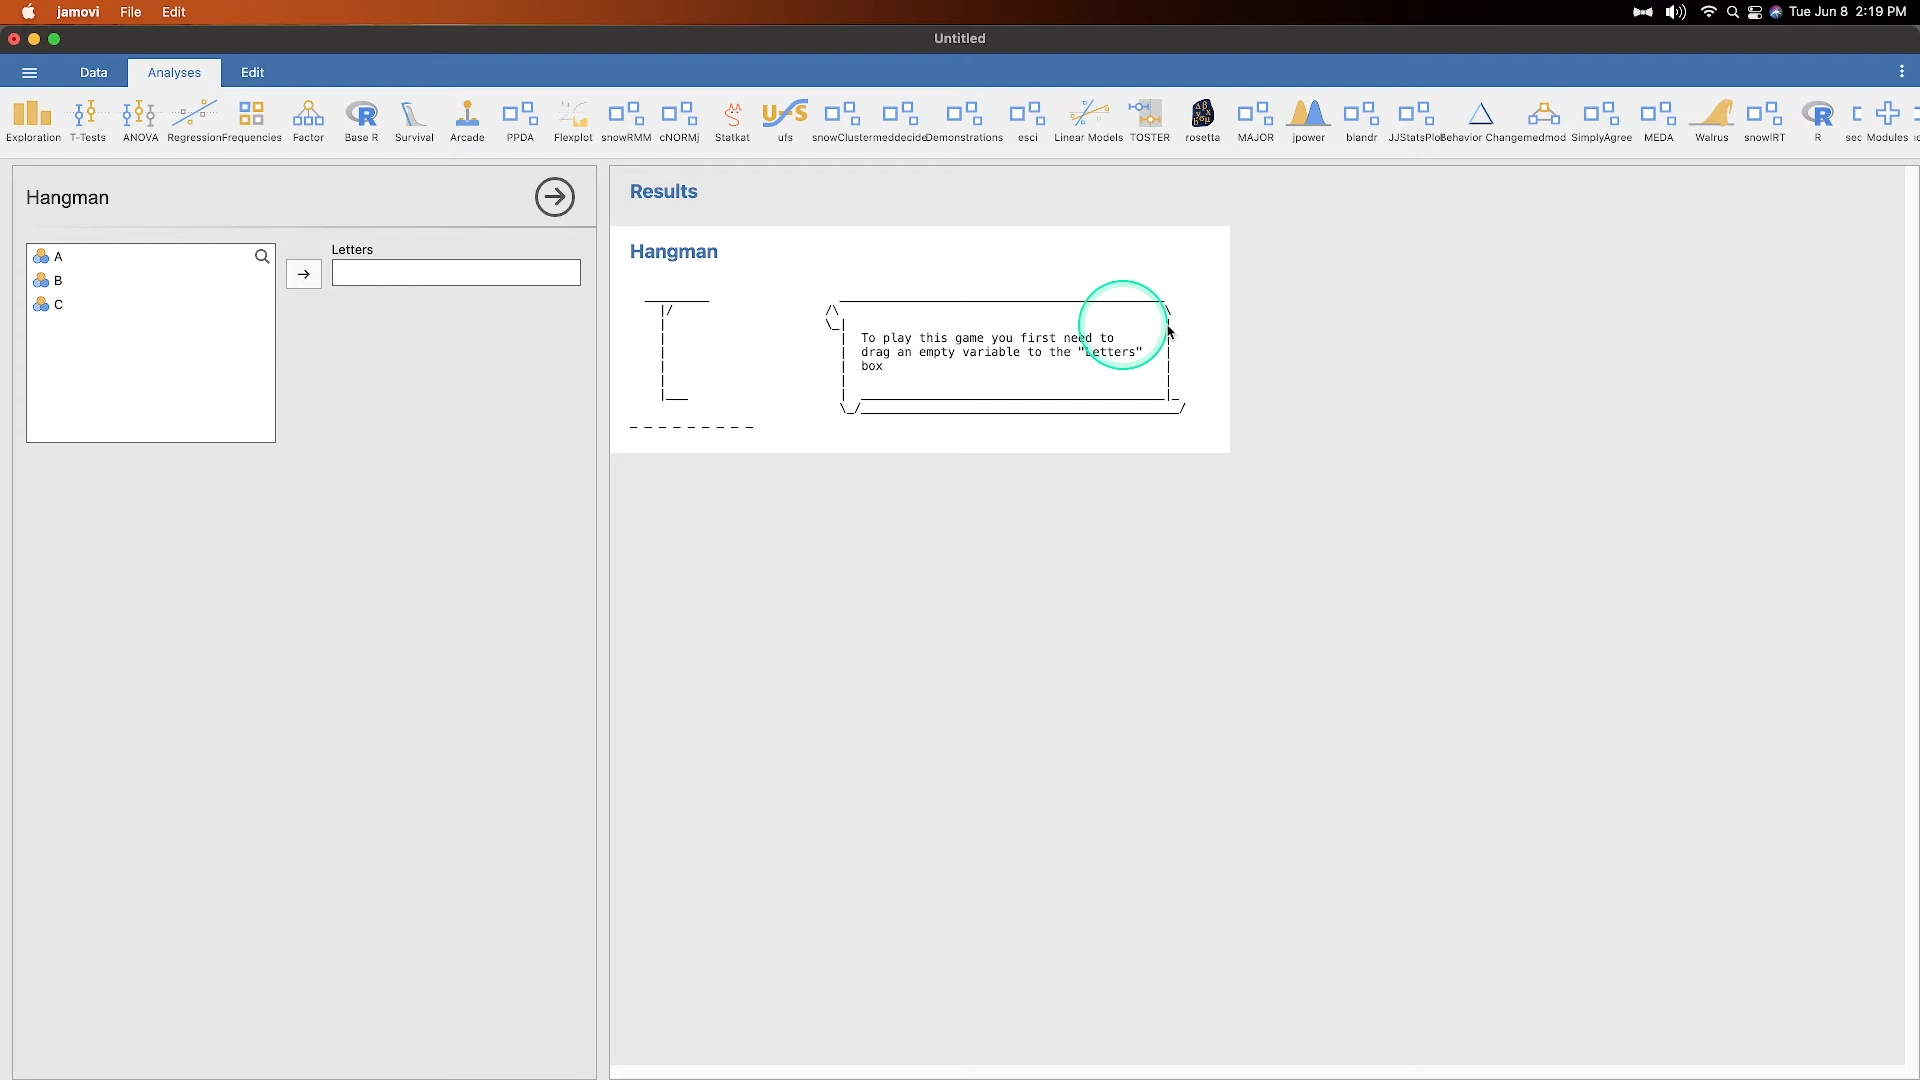 jamovi File Edit Tue Jun 8 2:19 PM
Untitled
Data Analyses Edit
Exploration T-Tests ANOVA Regression Frequencies Factor Base R Survival Arcade PPDA Flexplot snowRMM cNORMj Statkat ufs snowCluster meddecide Demonstrations esci Linear Models TOSTER rosetta MAJOR jpower blandr JJStatsPlo Behavior Change medmod SimplyAgree MEDA Walrus snowIRT R sec Modules
Hangman
A
B
C
Letters
Results
Hangman
To play this game you first need to
drag an empty variable to the "Letters"
box
_ _ _ _ _ _ _ _ _